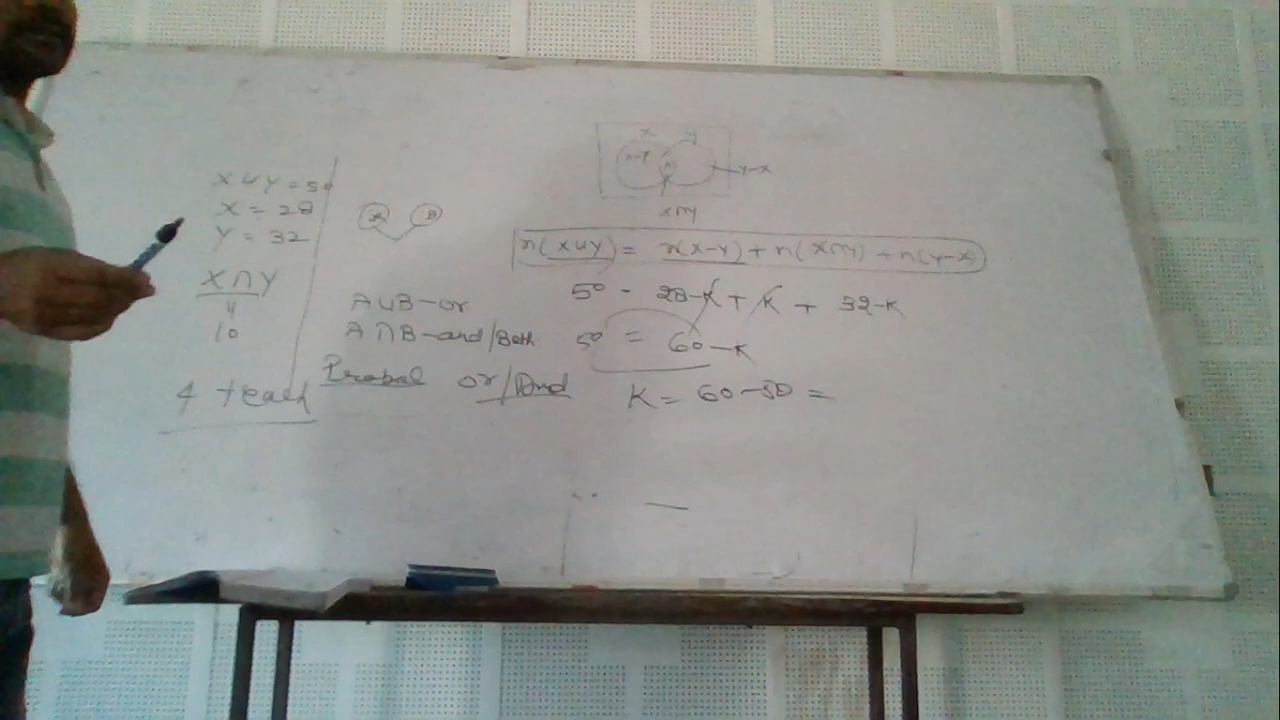 X∪Y = 50
X = 28
Y = 32
X∩Y
4
10
4 teach
A B
A∪B - or
A∩B - and/Both
Probal or/And
X Y
X-Y K Y-X
X∩Y
n(X∪Y) = n(X-Y) + n(X∩Y) + n(Y-X)
50 = 28-K + K + 32-K
50 = 60-K
K = 60-50 =